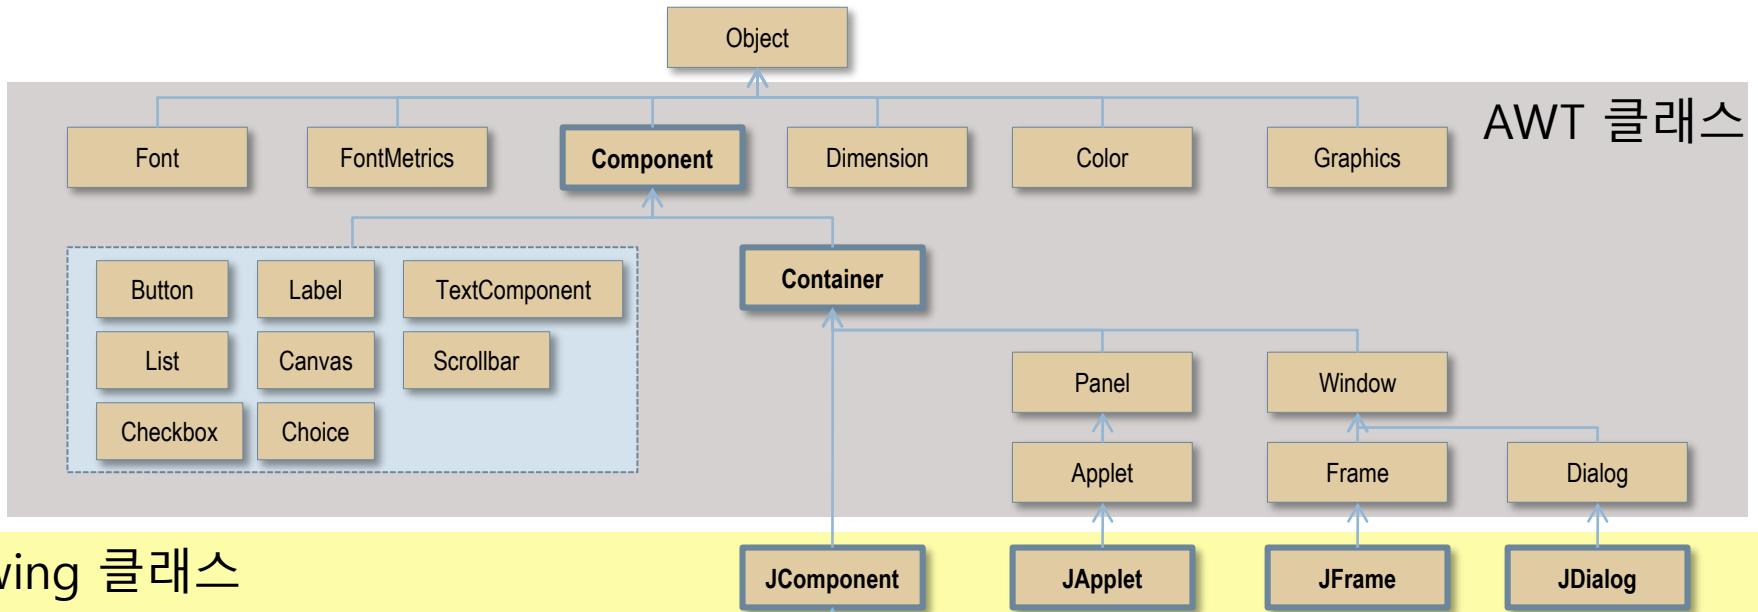 Object
AWT 클래스
Font
FontMetrics
Component
Dimension
Color
Graphics
Button
Label
TextComponent
Container
List
Canvas
Scrollbar
Panel
Window
Checkbox
Choice
Applet
Frame
Dialog
wing 클래스
JComponent
JApplet
JFrame
JDialog